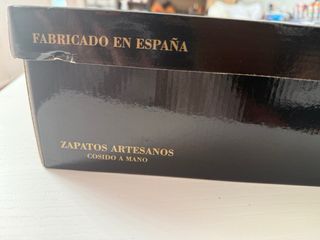 FABRICADO EN ESPAÑA
ZAPATOS ARTESANOS
COSIDO A MANO